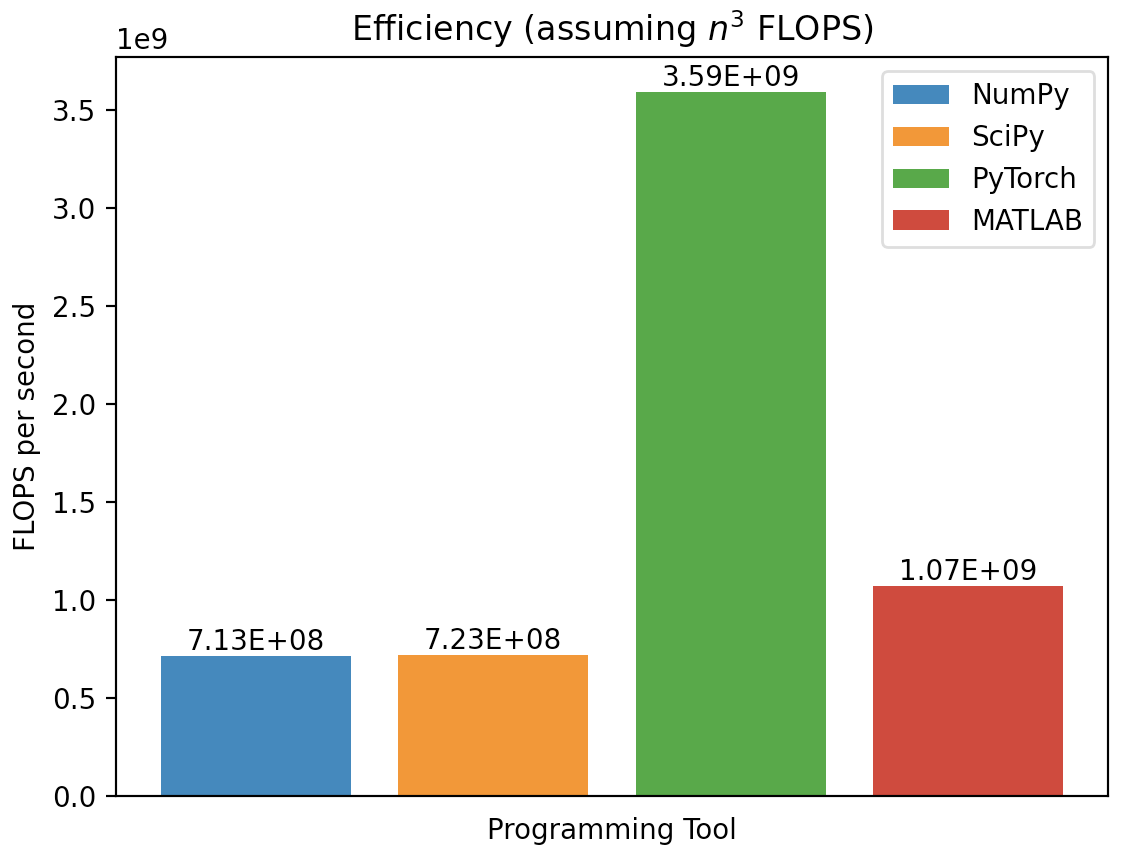 Efficiency (assuming n³ FLOPS)
1e9
3.59E+09
NumPy
SciPy
PyTorch
MATLAB
3.5
3.0
2.5
2.0
1.5
1.0
0.5
0.0
FLOPS per second
7.13E+08
7.23E+08
1.07E+09
Programming Tool